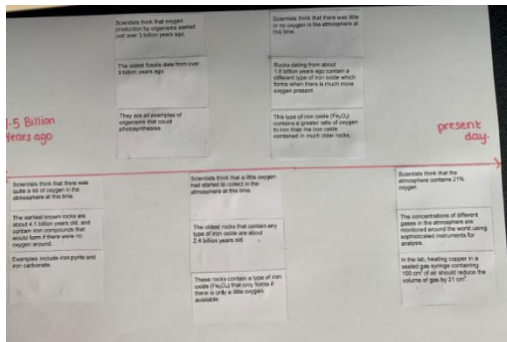 Scientists think that oxygen
production by organisms started
just over 3 billion years ago.
The oldest fossils date from over
3 billion years ago.
They are all examples of
organisms that could
photosynthesise.
Scientists think that there was little
or no oxygen in the atmosphere at
this time.
Rocks dating from about
1.8 billion years ago contain a
different type of iron oxide which
forms when there is much more
oxygen present.
This type of iron oxide (Fe₂O₃)
contains a greater ratio of oxygen
to iron than the iron oxide
contained in much older rocks.
Billion
Years ago
present
day.
Scientists think that there was
quite a lot of oxygen in the
atmosphere at this time.
The earliest known rocks are
about 4.1 billion years old, and
contain iron compounds that
would form if there were no
oxygen around.
Examples include iron pyrite and
iron carbonate.
Scientists think that a little oxygen
had started to collect in the
atmosphere at this time.
The oldest rocks that contain any
type of iron oxide are about
2.4 billion years old.
These rocks contain a type of iron
oxide (Fe₃O₄) that only forms if
there is only a little oxygen
available.
Scientists think that the
atmosphere contains 21%
oxygen.
The concentrations of different
gases in the atmosphere are
monitored around the world using
sophisticated instruments for
analysis.
In the lab, heating copper in a
sealed gas syringe containing
100 cm³ of air should reduce the
volume of gas by 21 cm³.